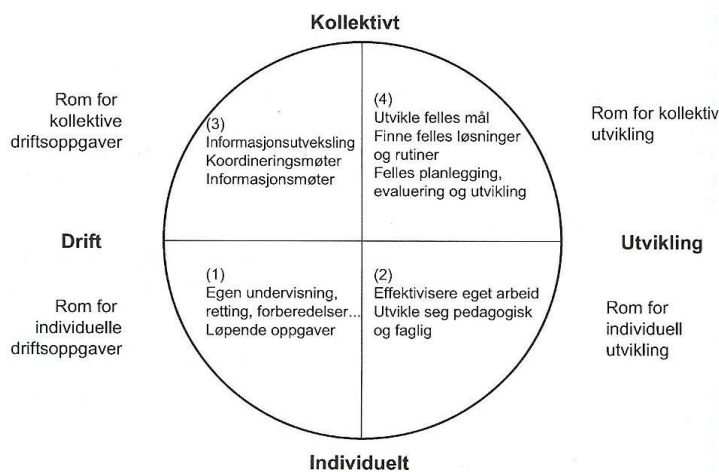 Kollektivt
Rom for
kollektive
driftsoppgaver
(3)
Informasjonsutveksling
Koordineringsmøter
Informasjonsmøter
(4)
Utvikle felles mål
Finne felles løsninger
og rutiner
Felles planlegging,
evaluering og utvikling
Rom for kollektiv
utvikling
Drift
Utvikling
Rom for
individuelle
driftsoppgaver
(1)
Egen undervisning,
retting, forberedelser...
Løpende oppgaver
(2)
Effektivisere eget arbeid
Utvikle seg pedagogisk
og faglig
Rom for
individuell
utvikling
Individuelt